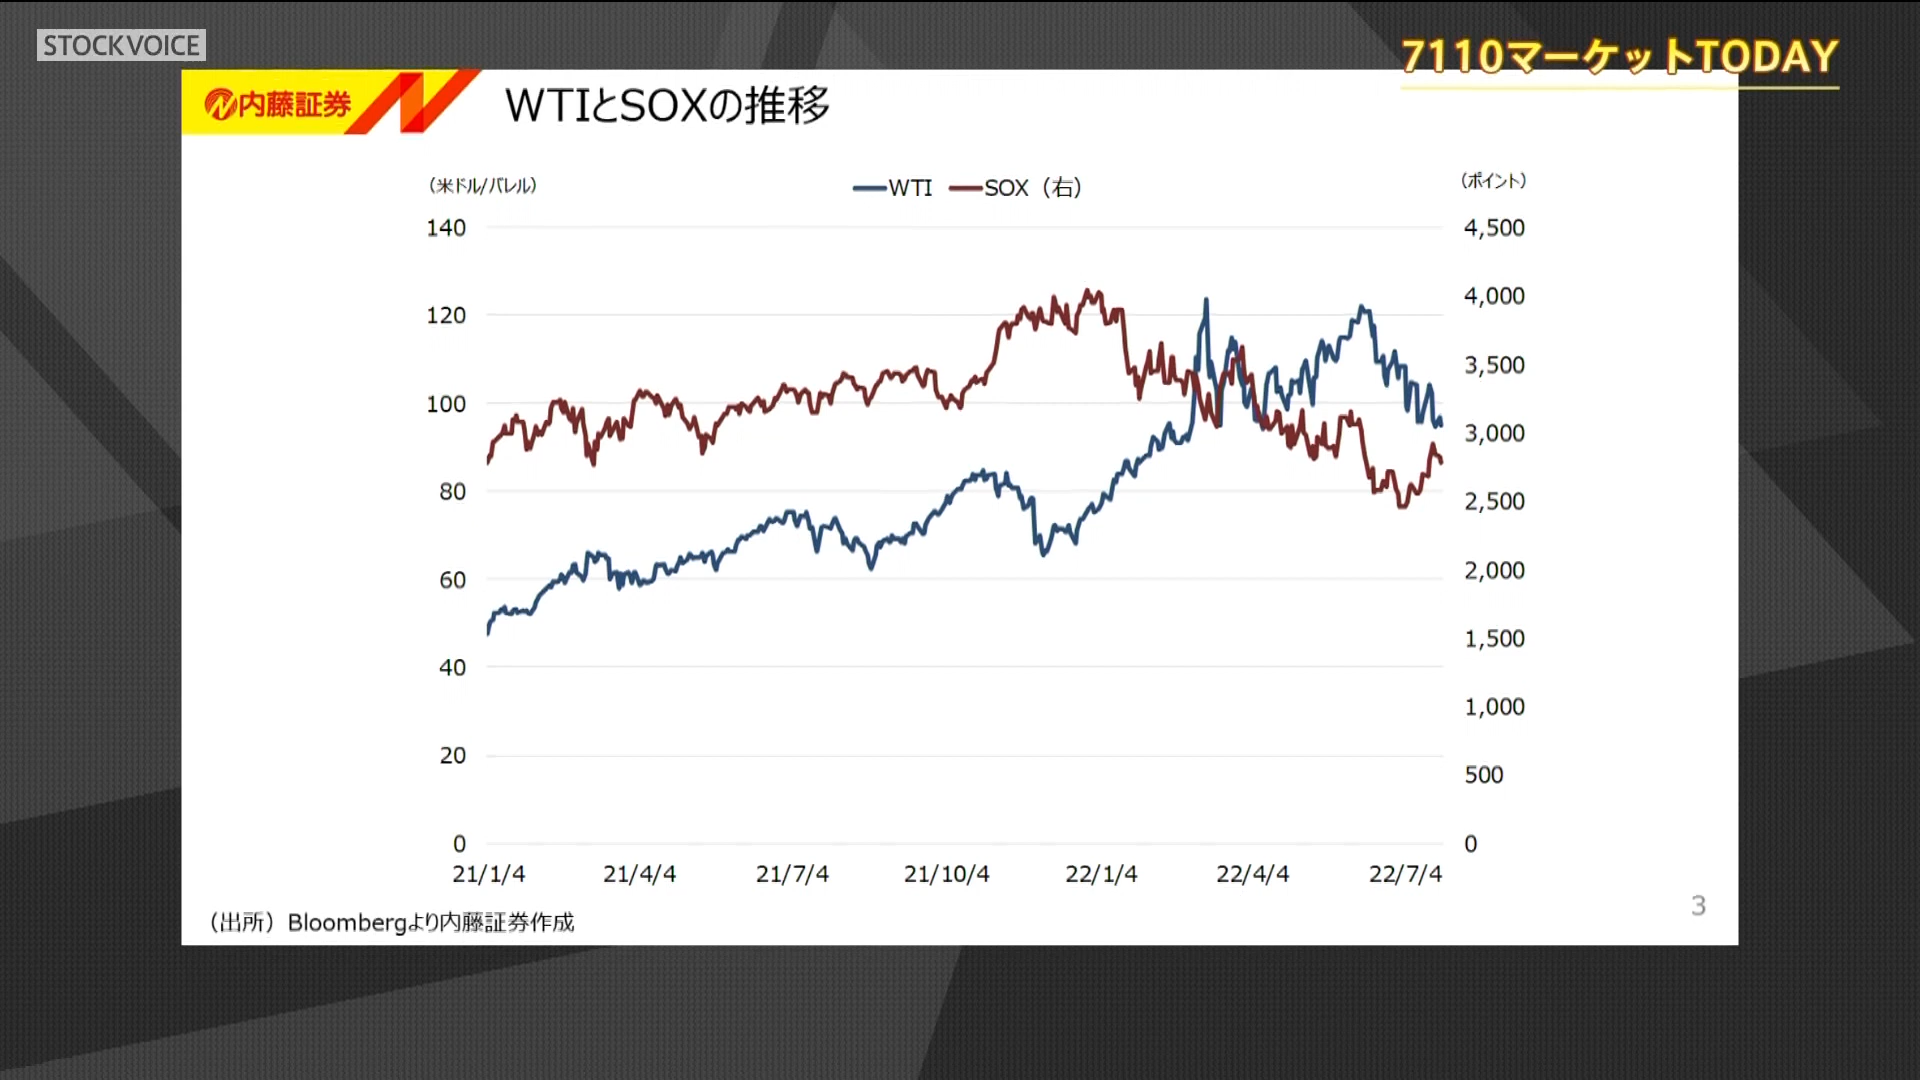 STOCKVOICE
7110マーケットTODAY
内藤証券
WTIとSOXの推移
（米ドル/バレル）
WTI SOX（右）
（ポイント）
140
120
100
80
60
40
20
0
4,500
4,000
3,500
3,000
2,500
2,000
1,500
1,000
500
0
21/1/4 21/4/4 21/7/4 21/10/4 22/1/4 22/4/4 22/7/4
（出所）Bloombergより内藤証券作成
3